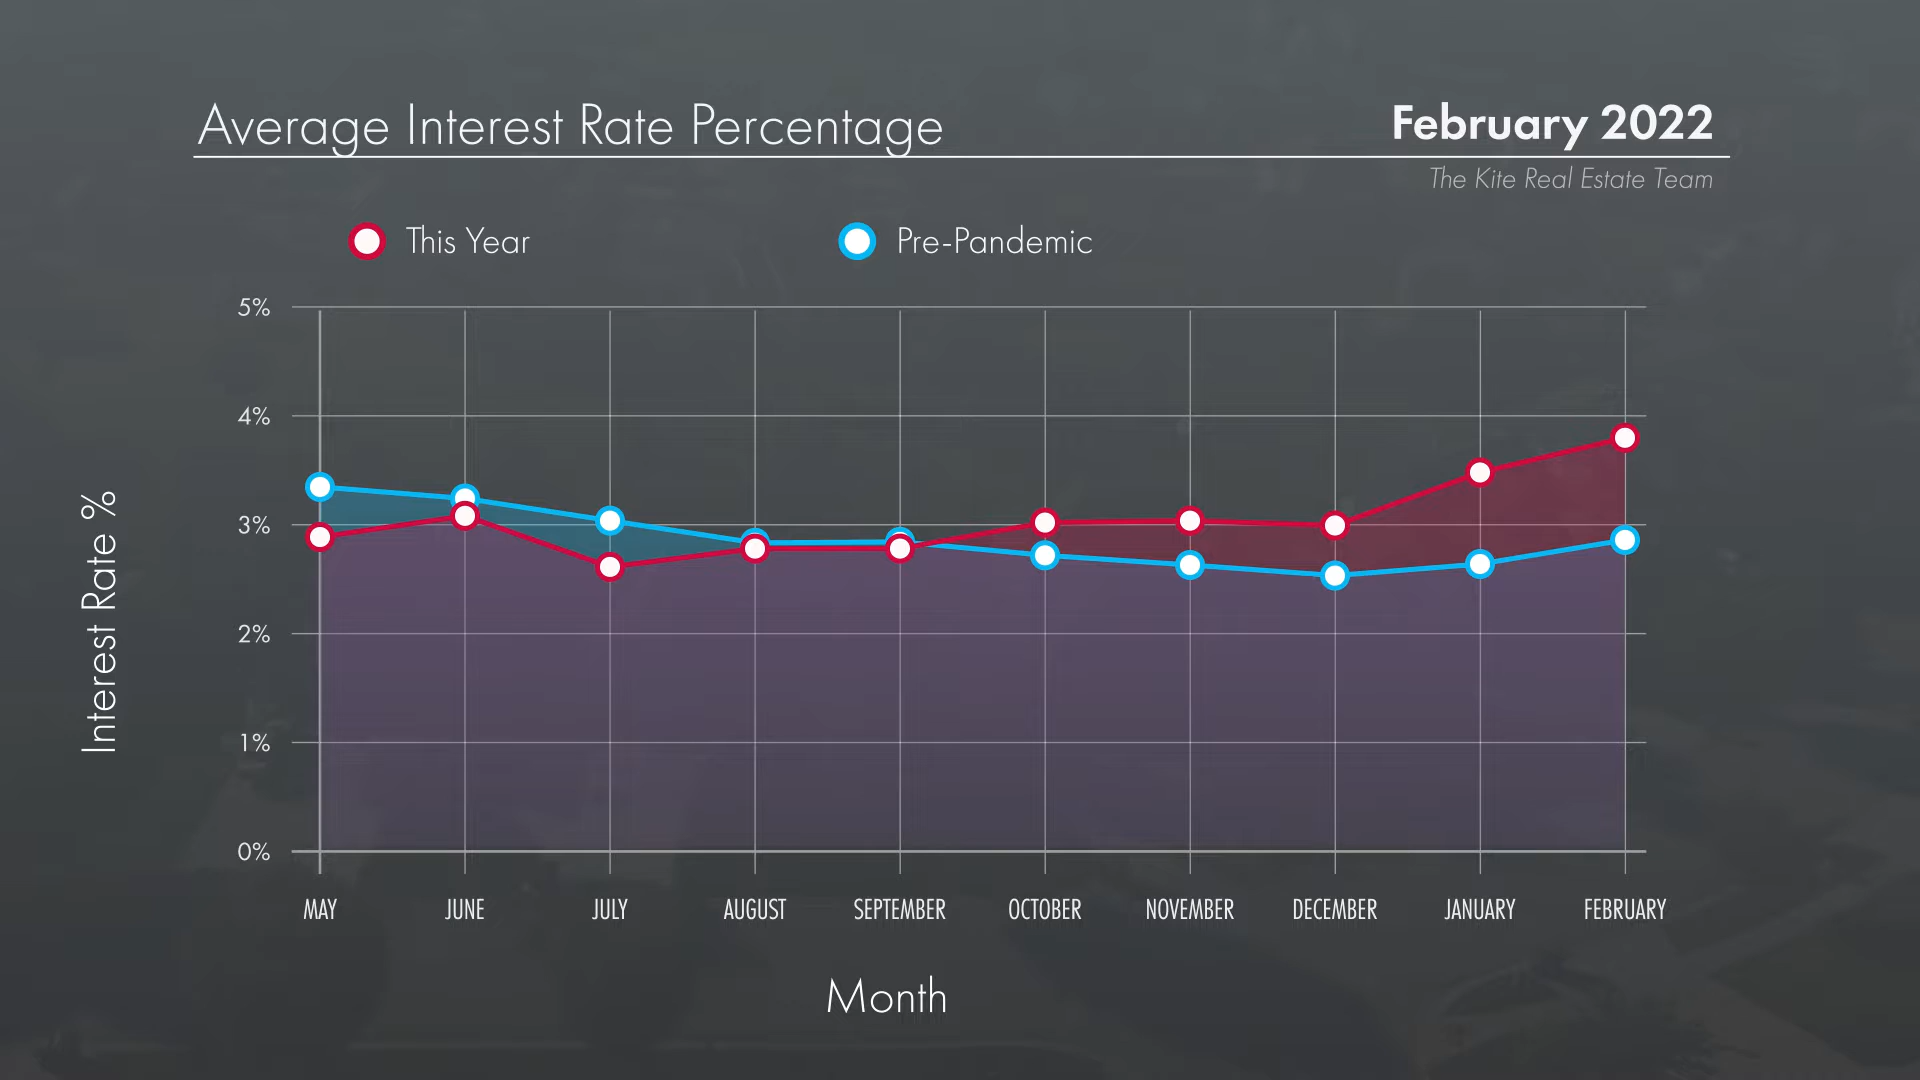 Average Interest Rate Percentage
February 2022
The Kite Real Estate Team
This Year
Pre-Pandemic
5%
4%
3%
2%
1%
0%
Interest Rate %
MAY
JUNE
JULY
AUGUST
SEPTEMBER
OCTOBER
NOVEMBER
DECEMBER
JANUARY
FEBRUARY
Month